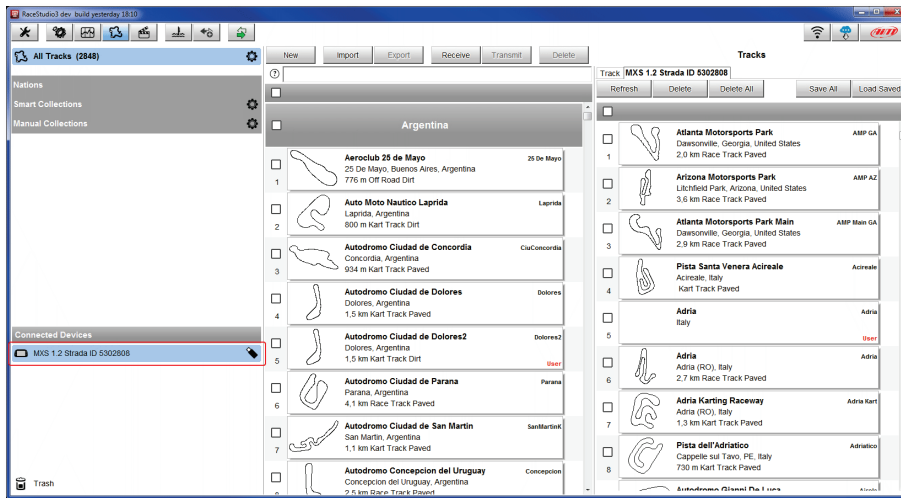 RaceStudio3 dev build yesterday 18:10
All Tracks (2848)
Nations
Smart Collections
Manual Collections
Connected Devices
MXS 1.2 Strada ID 5302808
Trash
New Import Export Receive Transmit Delete
Argentina
Aeroclub 25 de Mayo 25 De Mayo
25 De Mayo, Buenos Aires, Argentina
1 776 m Off Road Dirt
Auto Moto Nautico Laprida Laprida
Laprida, Argentina
2 800 m Kart Track Dirt
Autodromo Ciudad de Concordia CiuConcordia
Concordia, Argentina
3 934 m Kart Track Paved
Autodromo Ciudad de Dolores Dolores
Dolores, Argentina
4 1,5 km Kart Track Paved
Autodromo Ciudad de Dolores2 Dolores2
Dolores, Argentina
5 1,5 km Kart Track Dirt User
Autodromo Ciudad de Parana Parana
Parana, Argentina
6 4,1 km Race Track Paved
Autodromo Ciudad de San Martin SanMartinK
San Martin, Argentina
7 1,1 km Kart Track Paved
Autodromo Concepcion del Uruguay Concepcion
Concepcion del Uruguay, Argentina
8 2,5 km Race Track Paved
Tracks
Track MXS 1.2 Strada ID 5302808
Refresh Delete Delete All Save All Load Saved
Atlanta Motorsports Park AMP GA
Dawsonville, Georgia, United States
1 2,0 km Race Track Paved
Arizona Motorsports Park AMP AZ
Litchfield Park, Arizona, United States
2 3,6 km Race Track Paved
Atlanta Motorsports Park Main AMP Main GA
Dawsonville, Georgia, United States
3 2,9 km Race Track Paved
Pista Santa Venera Acireale Acireale
Acireale, Italy
4 Kart Track Paved
Adria Adria
Italy
5 User
Adria Adria
Adria (RO), Italy
6 2,7 km Race Track Paved
Adria Karting Raceway Adria Kart
Adria (RO), Italy
7 1,3 km Kart Track Paved
Pista dell'Adriatico Adriatico
Cappelle sul Tavo, PE, Italy
8 730 m Kart Track Paved
Autodromo Gianni De Luca Airola